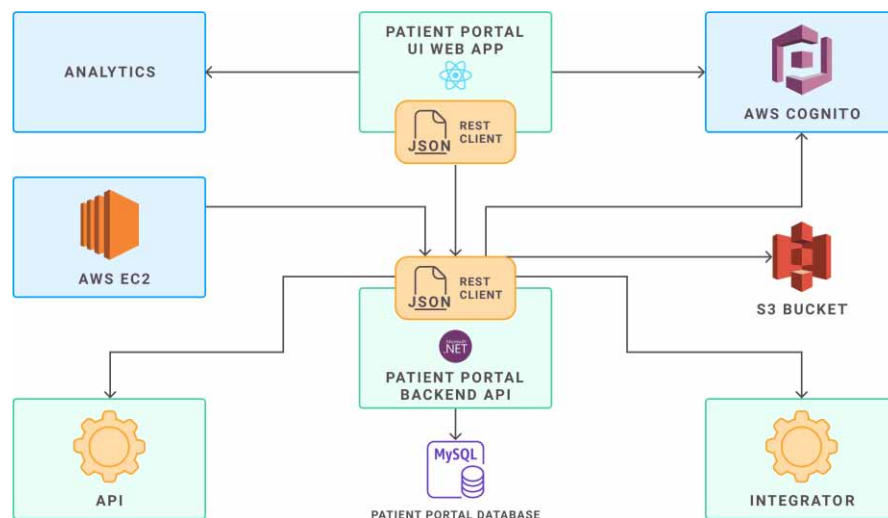 PATIENT PORTAL
UI WEB APP
ANALYTICS
AWS COGNITO
JSON
REST
CLIENT
AWS EC2
JSON
REST
CLIENT
S3 BUCKET
Microsoft
.NET
PATIENT PORTAL
BACKEND API
API
MySQL
INTEGRATOR
PATIENT PORTAL DATABASE